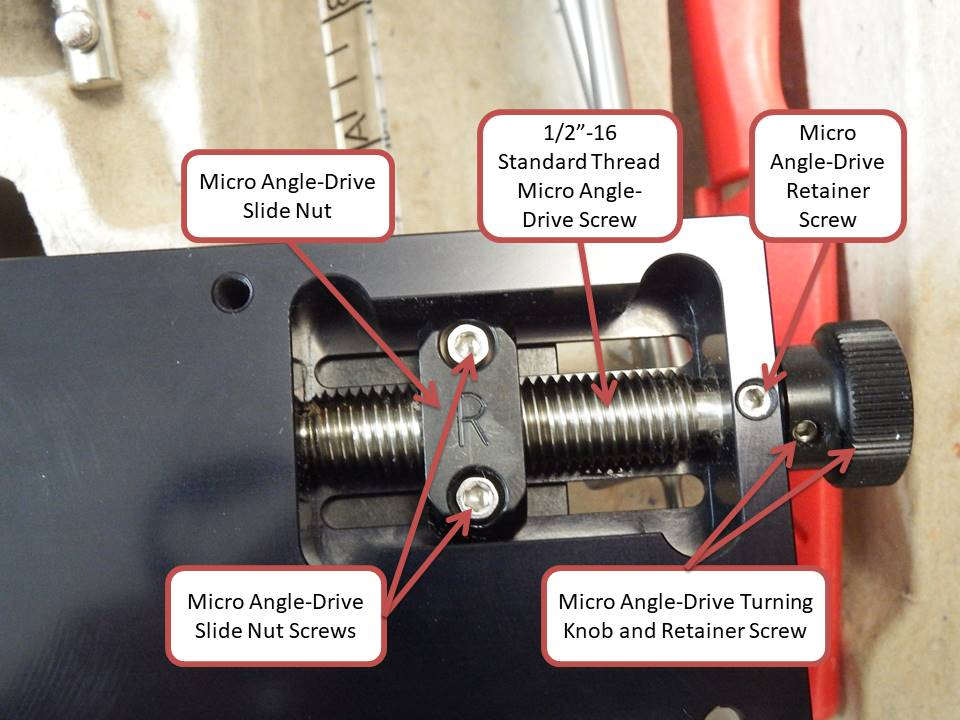 Micro Angle-Drive
Slide Nut
1/2”-16
Standard Thread
Micro Angle-
Drive Screw
Micro
Angle-Drive
Retainer
Screw
R
Micro Angle-Drive
Slide Nut Screws
Micro Angle-Drive Turning
Knob and Retainer Screw